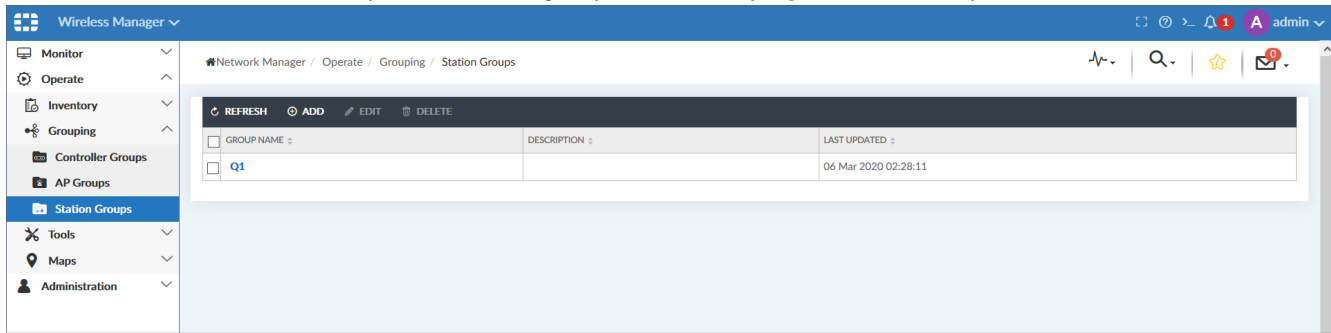 Wireless Manager
>_ 1 A admin
Monitor
Network Manager / Operate / Grouping / Station Groups
0
Operate
Inventory
REFRESH ADD EDIT DELETE
Grouping
GROUP NAME DESCRIPTION LAST UPDATED
Controller Groups
Q1 06 Mar 2020 02:28:11
AP Groups
Station Groups
Tools
Maps
Administration